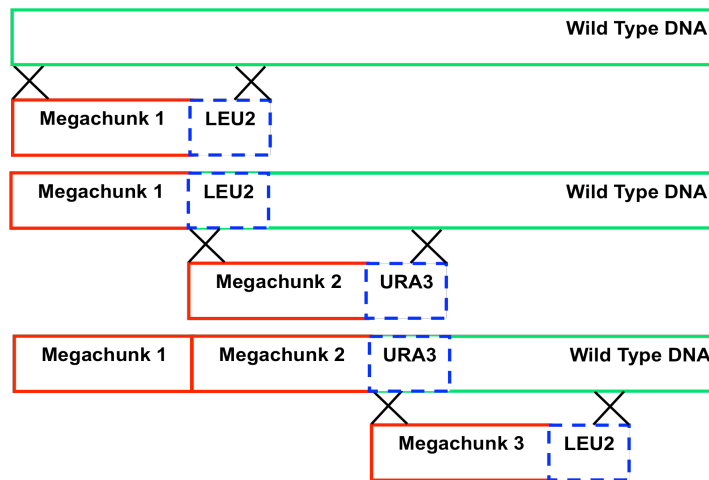 Wild Type DNA
Megachunk 1 LEU2
Megachunk 1 LEU2 Wild Type DNA
Megachunk 2 URA3
Megachunk 1 Megachunk 2 URA3 Wild Type DNA
Megachunk 3 LEU2